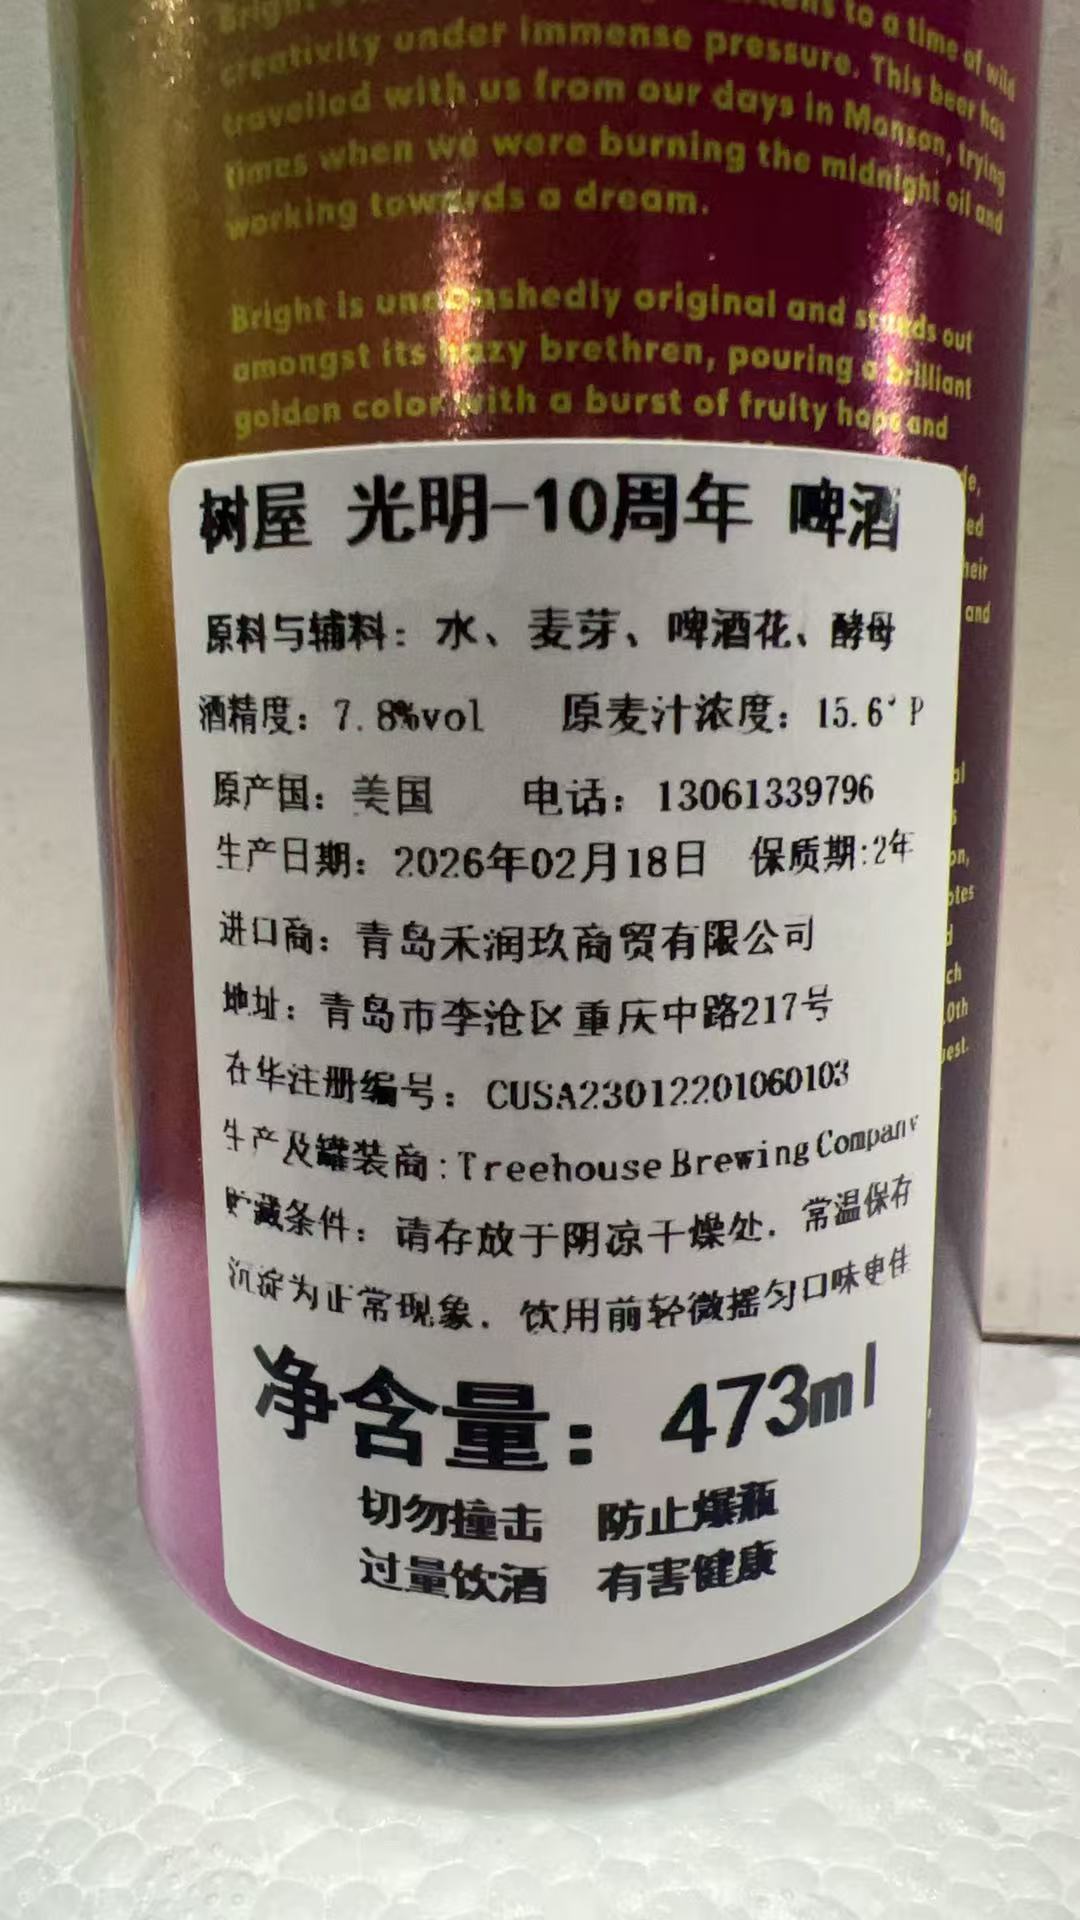 Bright
to a time of wild
creativity under immense pressure. This beer has
travelled with us from our days in Monson, trying
times when we were burning the midnight oil and
working towards a dream.
Bright is unabashedly original and stands out
amongst its hazy brethren, pouring a brilliant
golden color with a burst of fruity hops and
树屋 光明-10周年 啤酒
原料与辅料：水、麦芽、啤酒花、酵母
酒精度：7.8%vol 原麦汁浓度：15.6°P
原产国：美国 电话：13061339796
生产日期：2026年02月18日 保质期:2年
进口商：青岛禾润玖商贸有限公司
地址：青岛市李沧区重庆中路217号
在华注册编号：CUSA23012201060103
生产及罐装商:Treehouse Brewing Company
贮藏条件：请存放于阴凉干燥处．常温保存
沉淀为正常现象．饮用前轻微摇匀口味更佳
净含量：473ml
切勿撞击 防止爆瓶
过量饮酒 有害健康
and